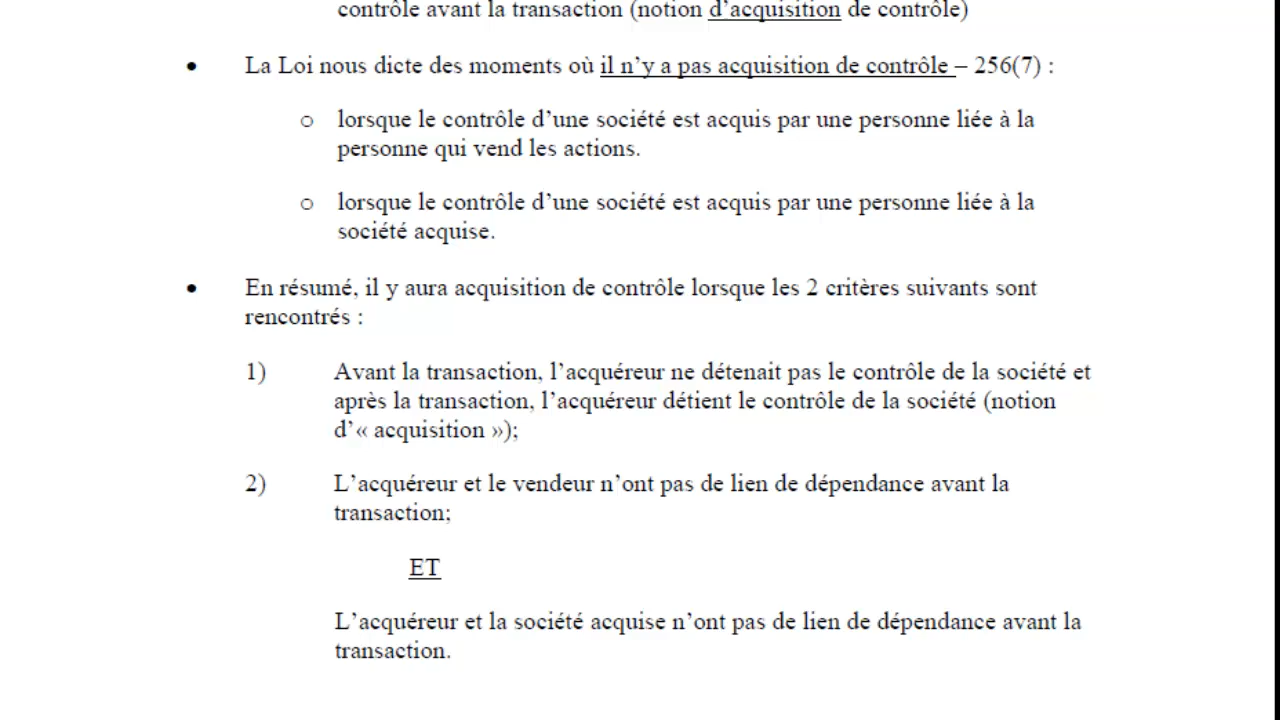 contrôle avant la transaction (notion d’acquisition de contrôle)
• La Loi nous dicte des moments où il n’y a pas acquisition de contrôle – 256(7) :
o lorsque le contrôle d’une société est acquis par une personne liée à la
personne qui vend les actions.
o lorsque le contrôle d’une société est acquis par une personne liée à la
société acquise.
• En résumé, il y aura acquisition de contrôle lorsque les 2 critères suivants sont
rencontrés :
1) Avant la transaction, l’acquéreur ne détenait pas le contrôle de la société et
après la transaction, l’acquéreur détient le contrôle de la société (notion
d’« acquisition »);
2) L’acquéreur et le vendeur n’ont pas de lien de dépendance avant la
transaction;
ET
L’acquéreur et la société acquise n’ont pas de lien de dépendance avant la
transaction.